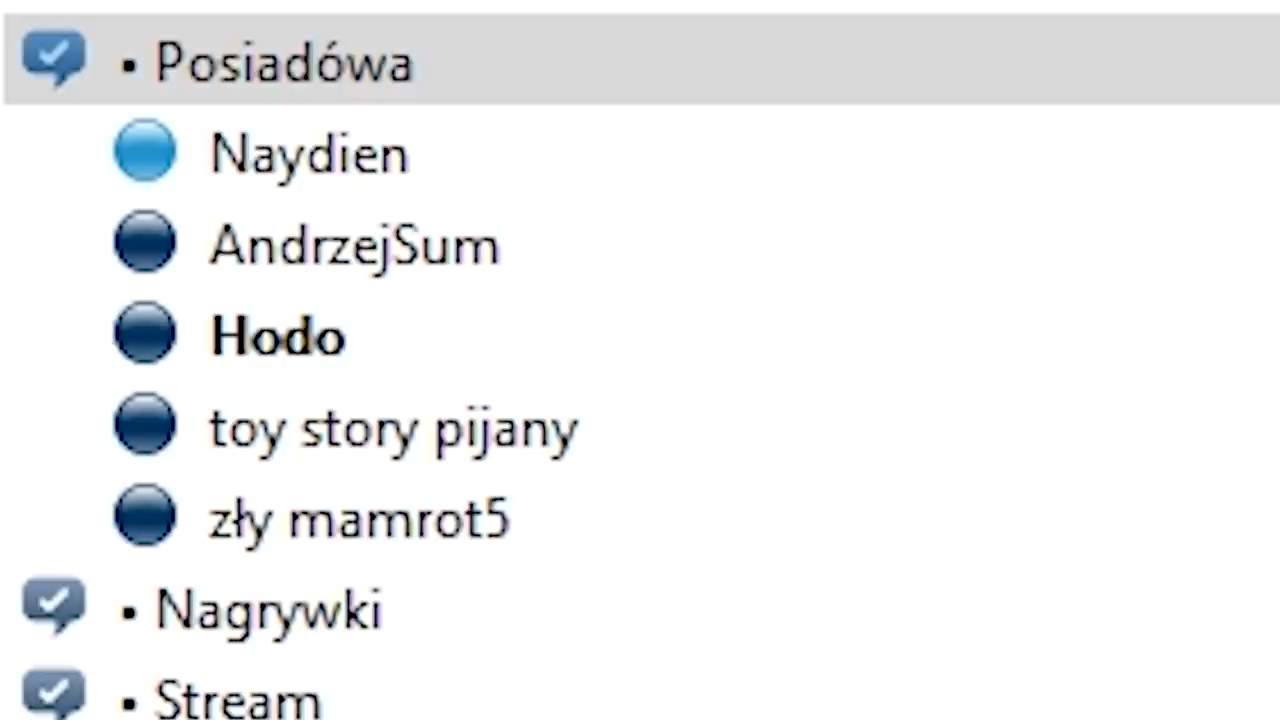 • Posiadówa
Naydien
AndrzejSum
Hodo
toy story pijany
zły mamrot5
• Nagrywki
• Stream